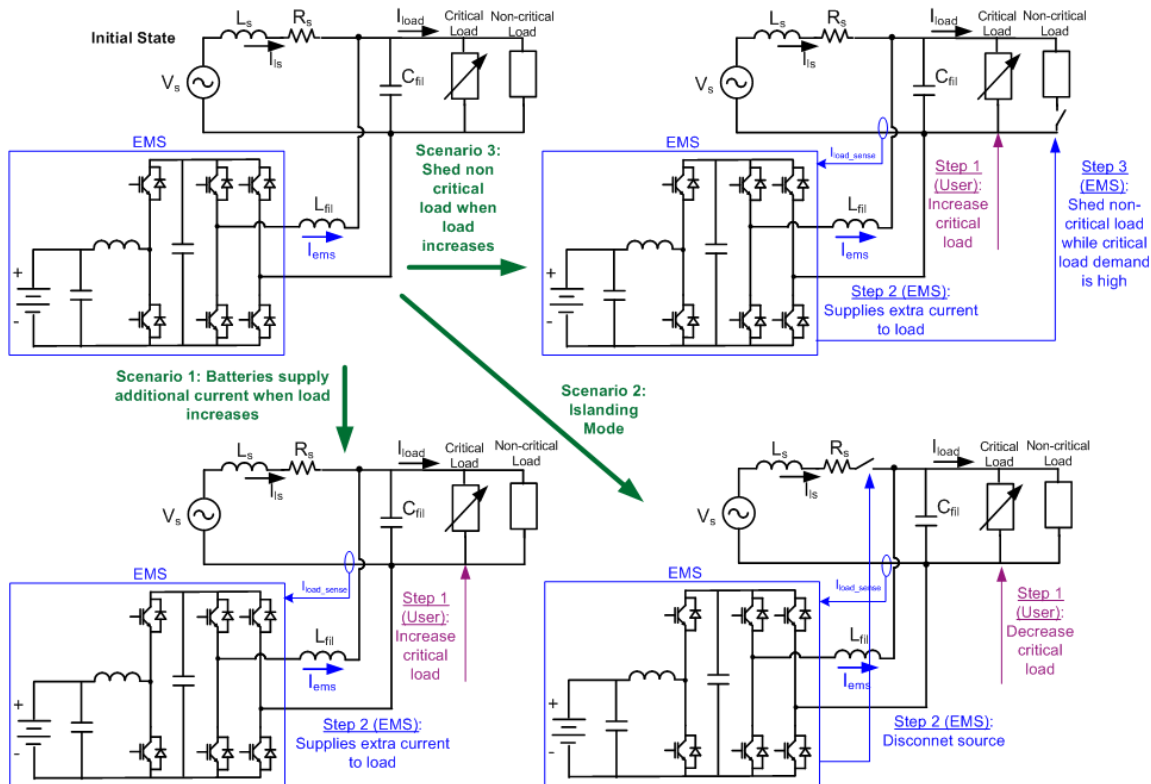 Initial State
Ls
Rs
Iload
Ils
Vs
Cfil
Critical
Load
Non-critical
Load
EMS
Lfil
Iems
+
-
Scenario 3:
Shed non
critical
load when
load
increases
Ls
Rs
Iload
Ils
Vs
Cfil
Critical
Load
Non-critical
Load
EMS
Iload_sense
Lfil
Iems
+
-
Step 1
(User):
Increase
critical
load
Step 2 (EMS):
Supplies extra current
to load
Step 3
(EMS):
Shed non-
critical load
while critical
load demand
is high
Scenario 1: Batteries supply
additional current when load
increases
Scenario 2:
Islanding
Mode
Ls
Rs
Iload
Ils
Vs
Cfil
Critical
Load
Non-critical
Load
EMS
Iload_sense
Lfil
Iems
+
-
Step 1
(User):
Increase
critical
load
Step 2 (EMS):
Supplies extra current
to load
Ls
Rs
Iload
Ils
Vs
Cfil
Critical
Load
Non-critical
Load
EMS
Iload_sense
Lfil
Iems
+
-
Step 1
(User):
Decrease
critical
load
Step 2 (EMS):
Disconnet source